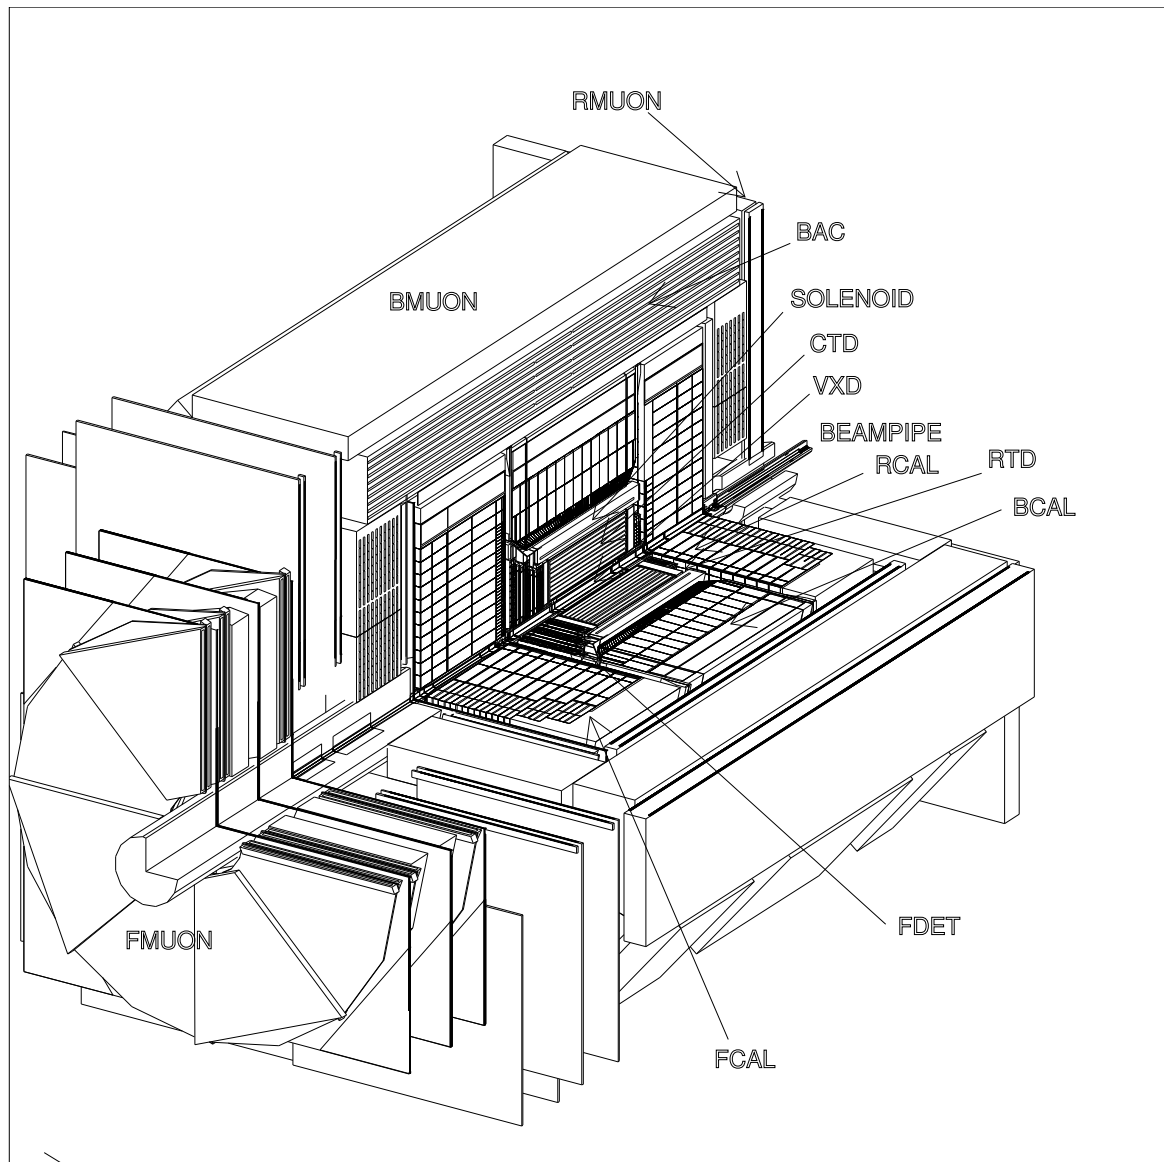 RMUON
BAC
BMUON
SOLENOID
CTD
VXD
BEAMPIPE
RCAL
RTD
BCAL
FMUON
FDET
FCAL